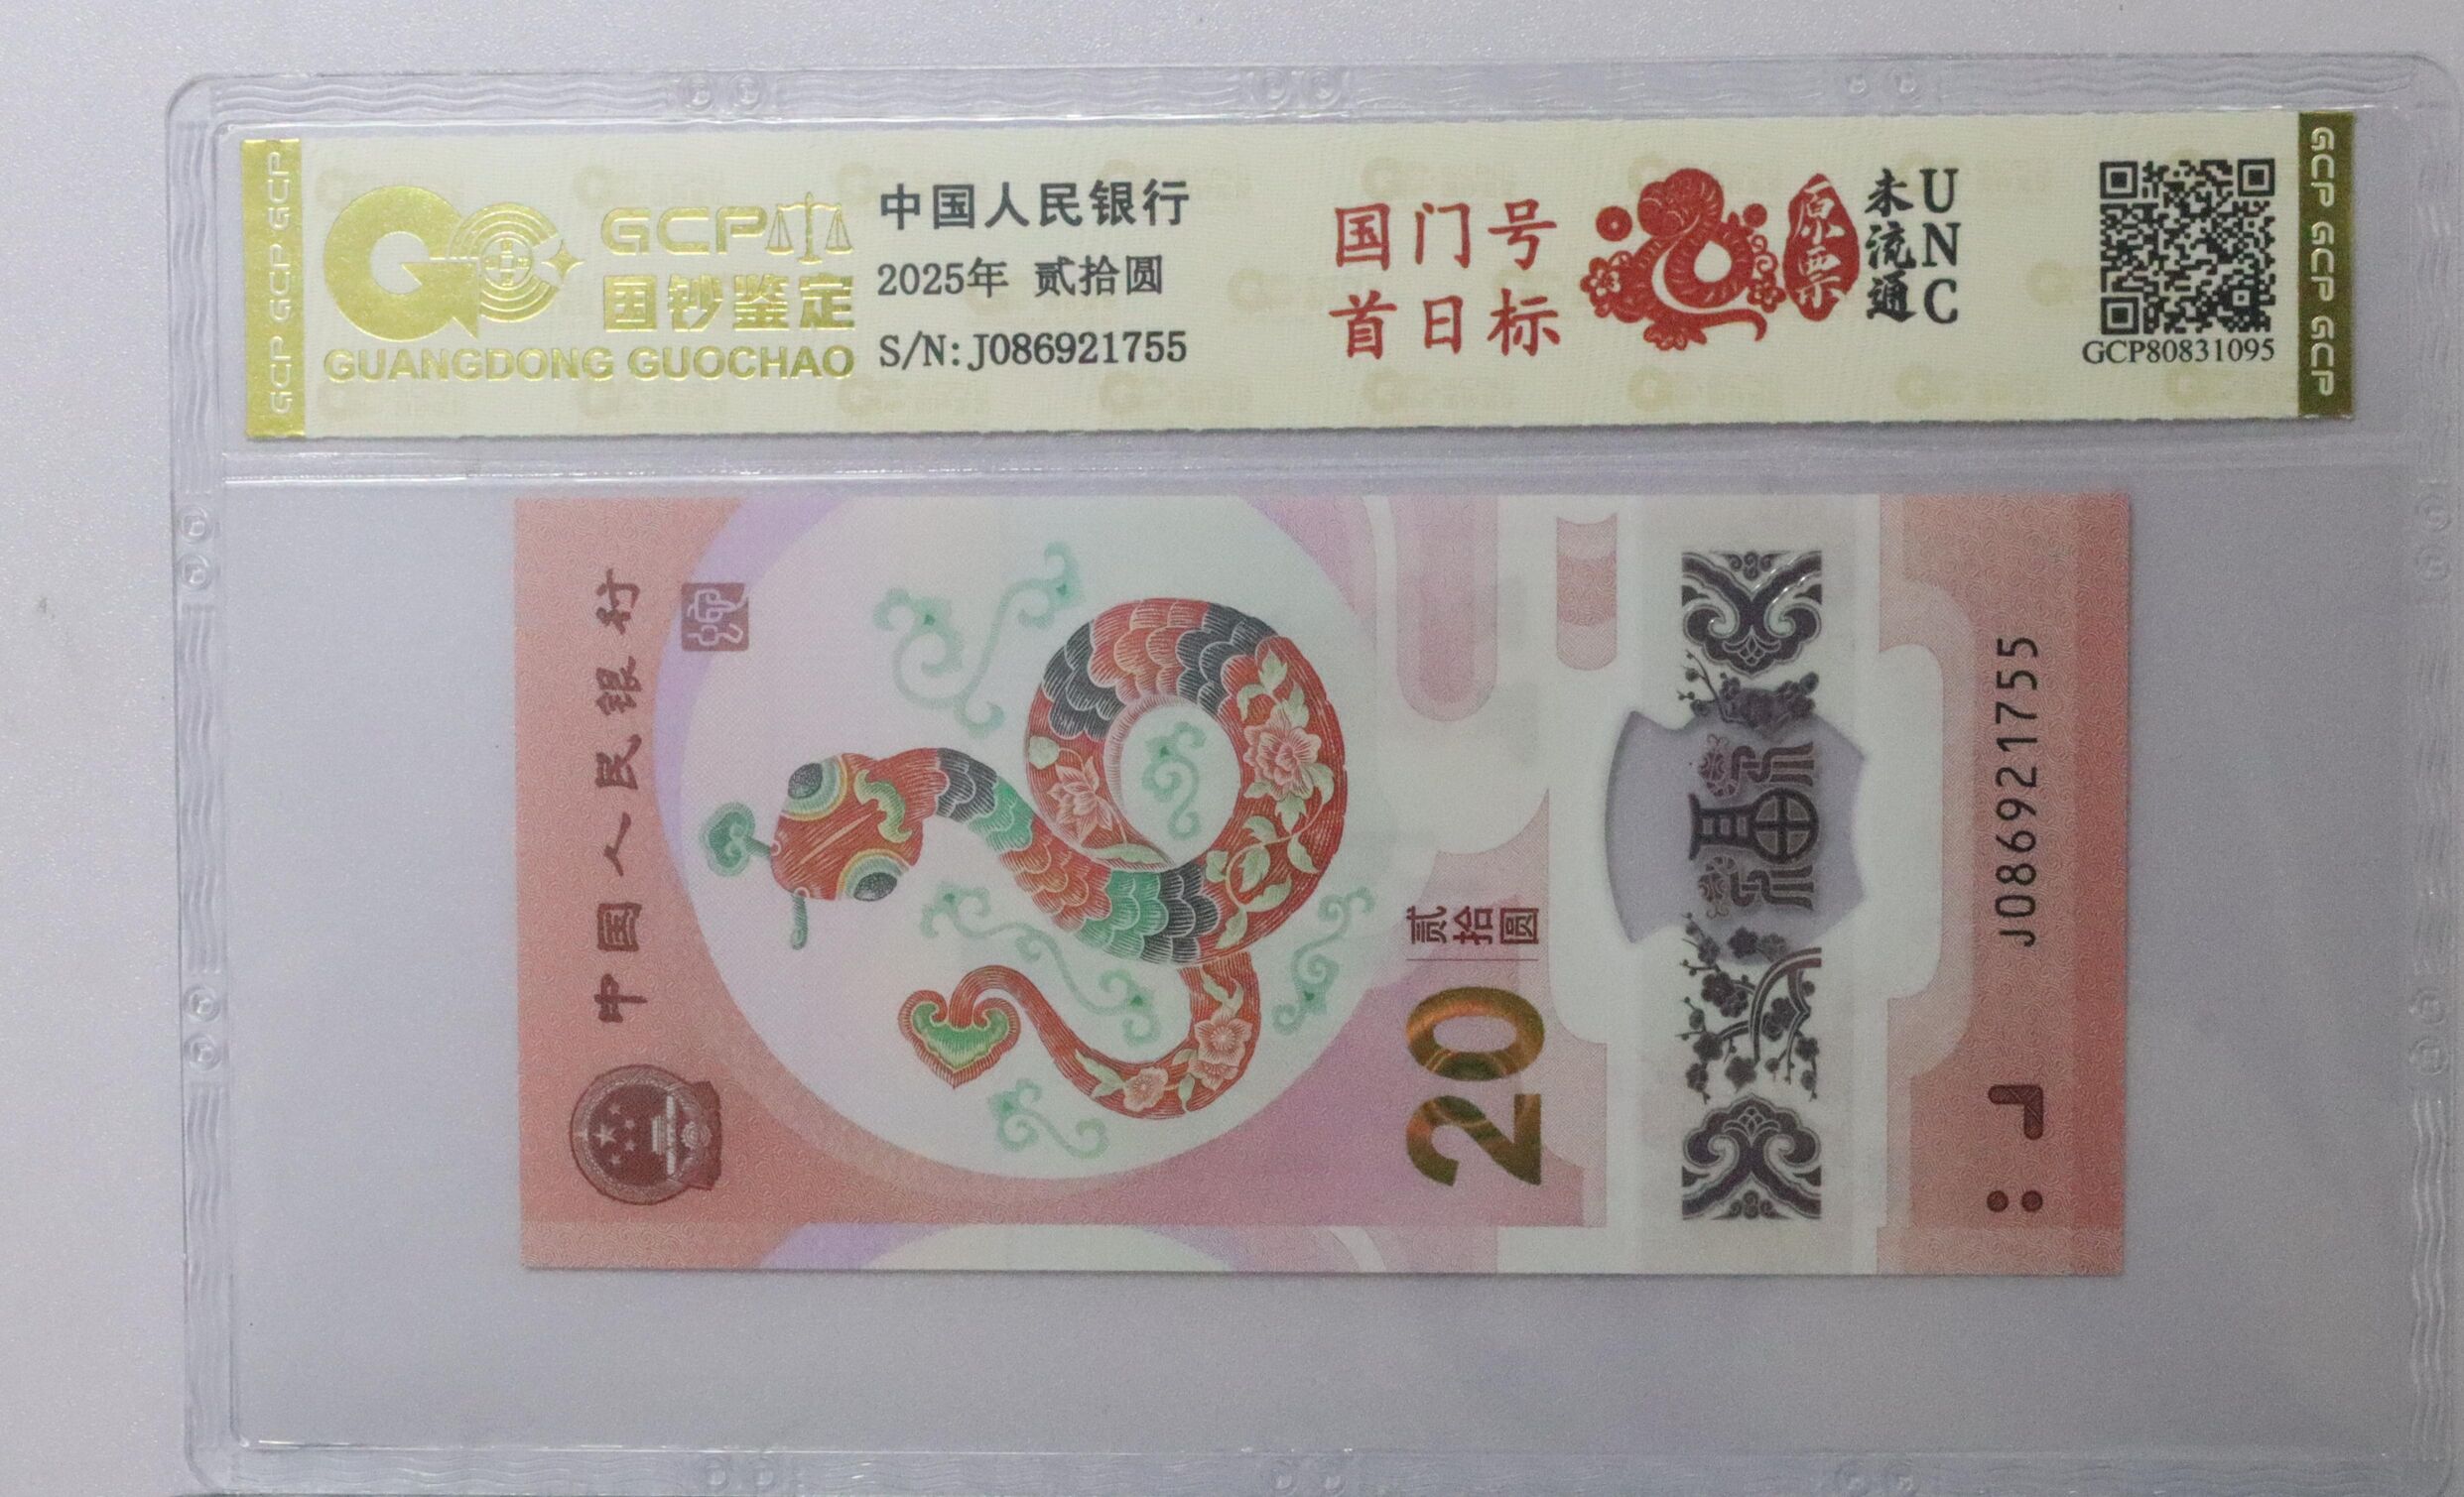 GCP GCP GCP
GCP
国钞鉴定
GUANGDONG GUOCHAO
中国人民银行
2025年 贰拾圆
S/N: J086921755
国门号
首日标
原票
未流通
UNC
GCP80831095
GCP GCP GCP
中国人民银行
20
贰拾圆
福
J086921755